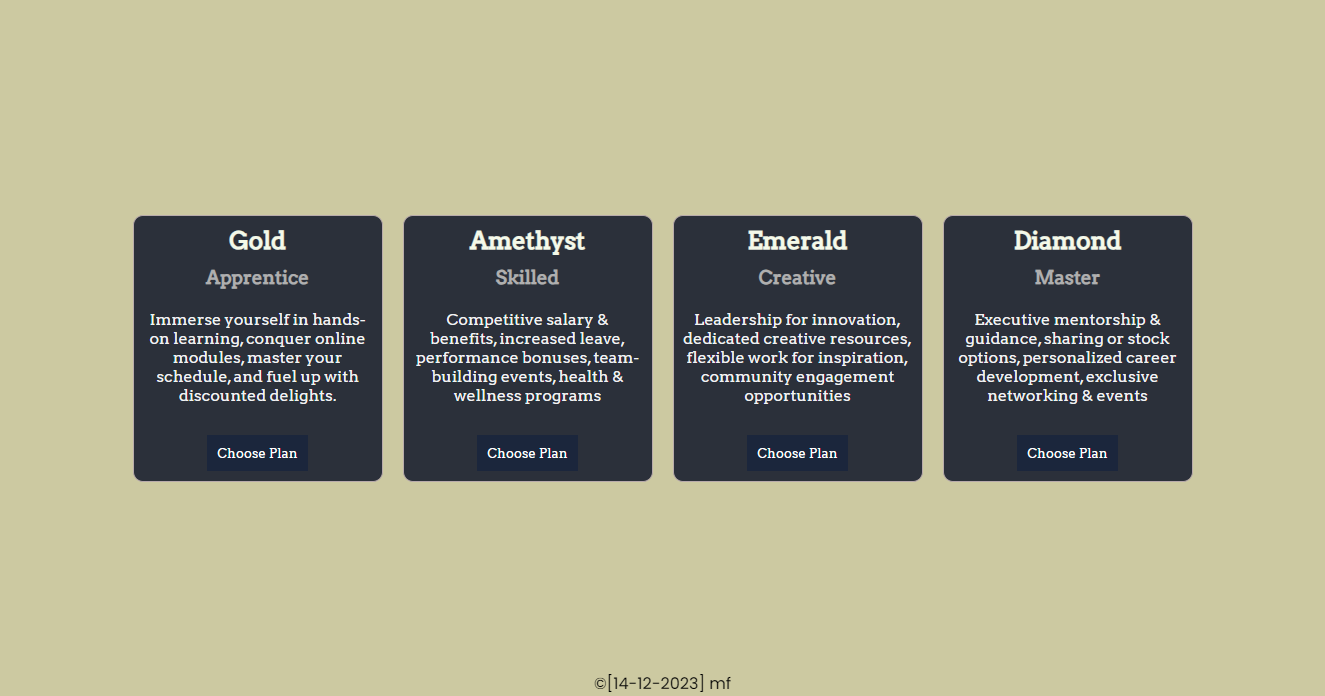 Gold
Apprentice
Immerse yourself in hands-
on learning, conquer online
modules, master your
schedule, and fuel up with
discounted delights.
Choose Plan
Amethyst
Skilled
Competitive salary &
benefits, increased leave,
performance bonuses, team-
building events, health &
wellness programs
Choose Plan
Emerald
Creative
Leadership for innovation,
dedicated creative resources,
flexible work for inspiration,
community engagement
opportunities
Choose Plan
Diamond
Master
Executive mentorship &
guidance, sharing or stock
options, personalized career
development, exclusive
networking & events
Choose Plan
©[14-12-2023] mf